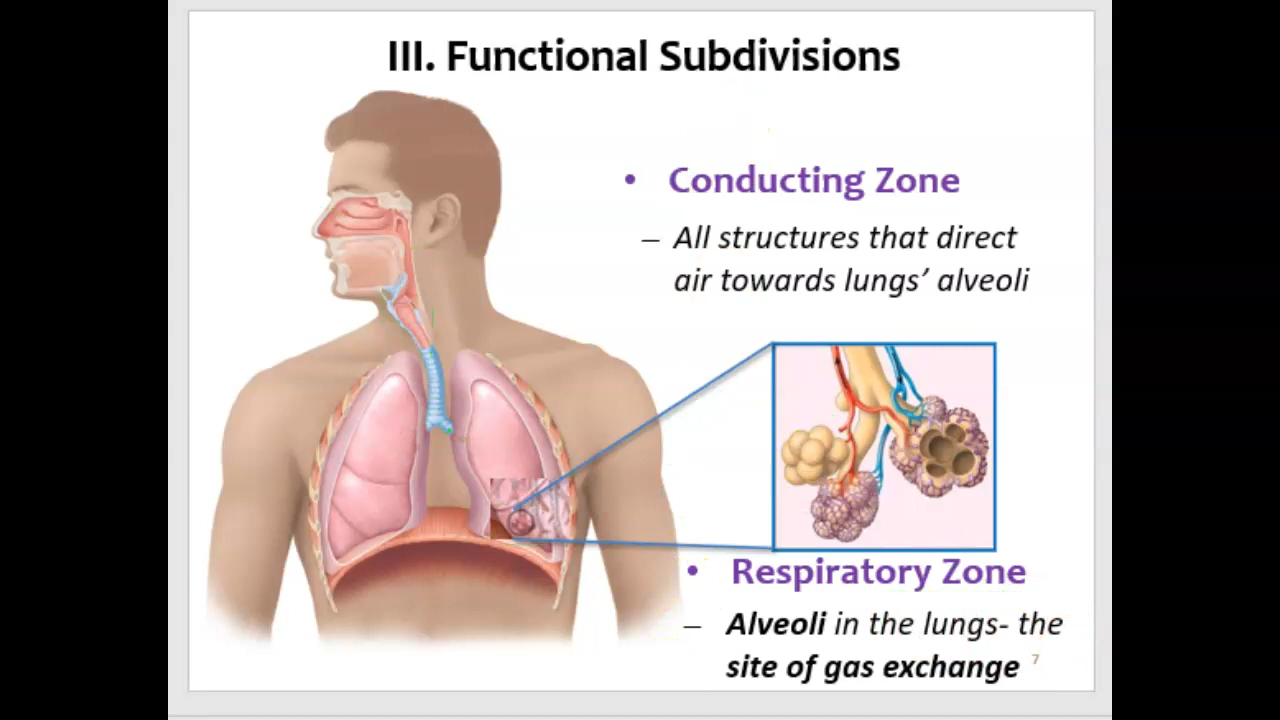 III. Functional Subdivisions
• Conducting Zone
– All structures that direct
air towards lungs’ alveoli
• Respiratory Zone
– Alveoli in the lungs- the
site of gas exchange
7